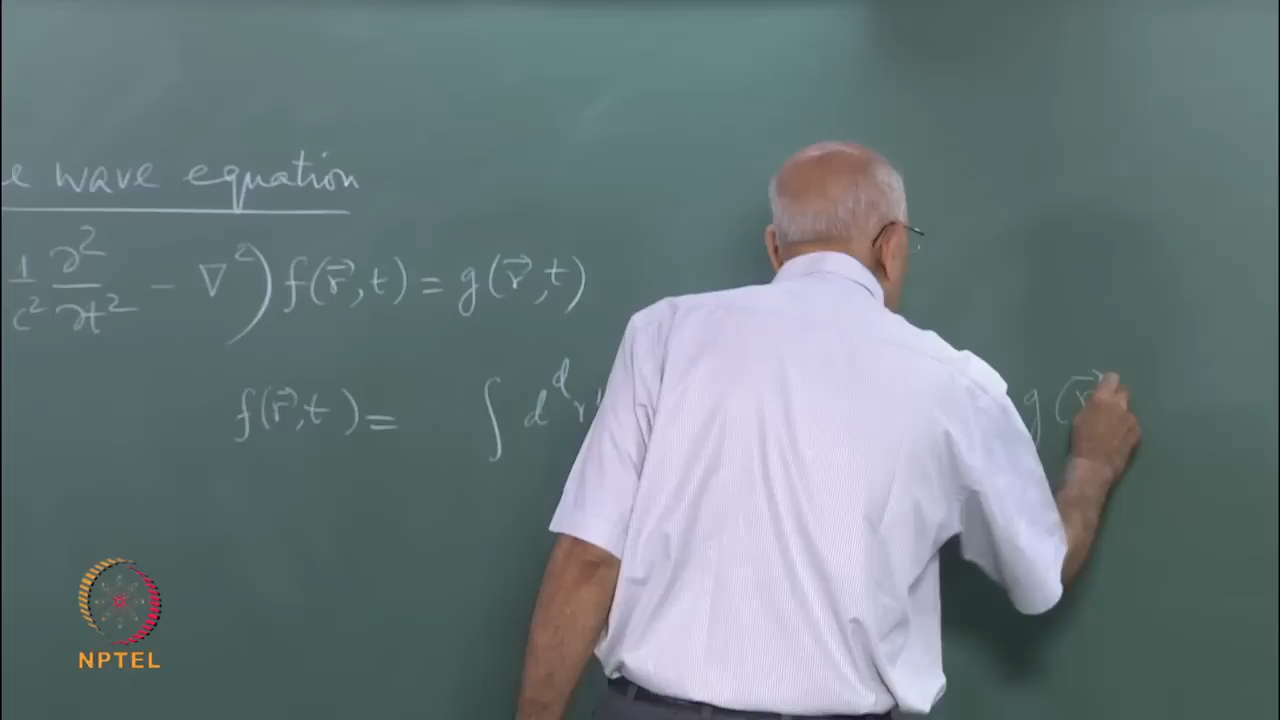 e wave equation
1/c² ∂²/∂t² - ∇²) f(r⃗,t) = g(r⃗,t)
f(r⃗,t) = ∫ d^d r' g(r⃗
NPTEL